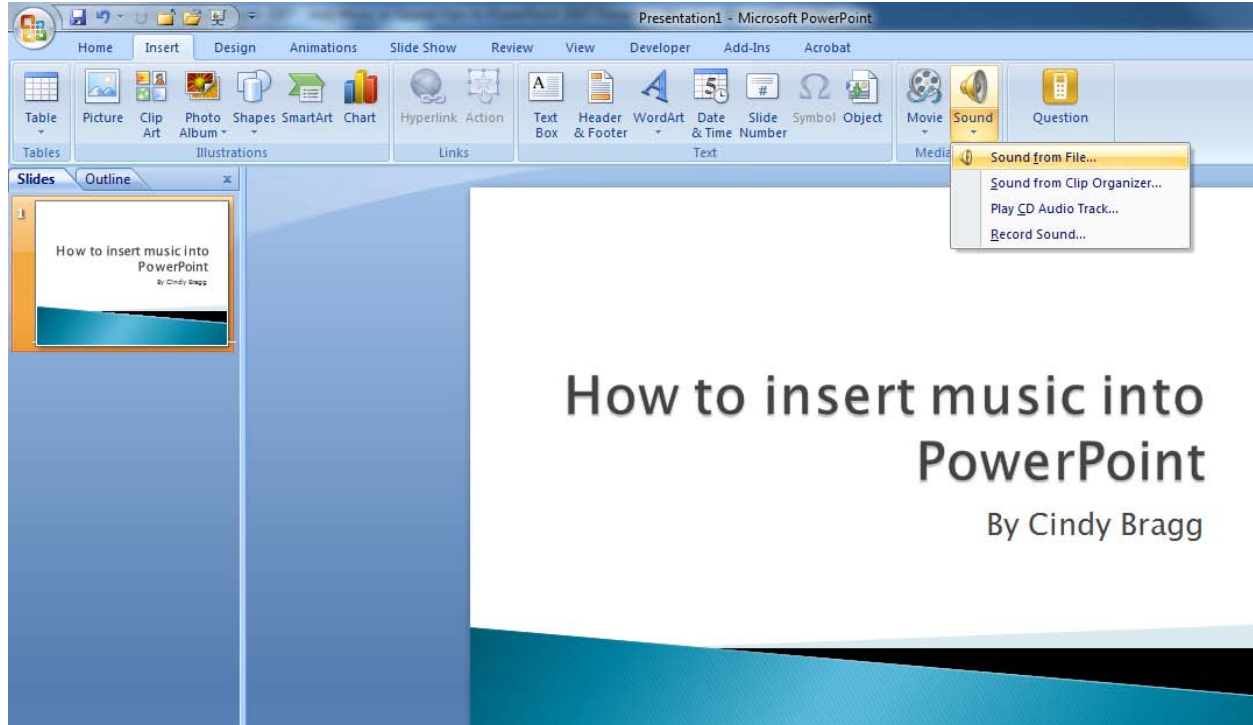 Presentation1 - Microsoft PowerPoint
Home Insert Design Animations Slide Show Review View Developer Add-Ins Acrobat
Table Picture Clip Art Photo Album Shapes SmartArt Chart Hyperlink Action Text Box Header & Footer WordArt Date & Time Slide Number Symbol Object Movie Sound Question
Tables Illustrations Links Text Media
Sound from File...
Sound from Clip Organizer...
Play CD Audio Track...
Record Sound...
Slides Outline x
1
How to insert music into
PowerPoint
By Cindy Bragg
How to insert music into
PowerPoint
By Cindy Bragg